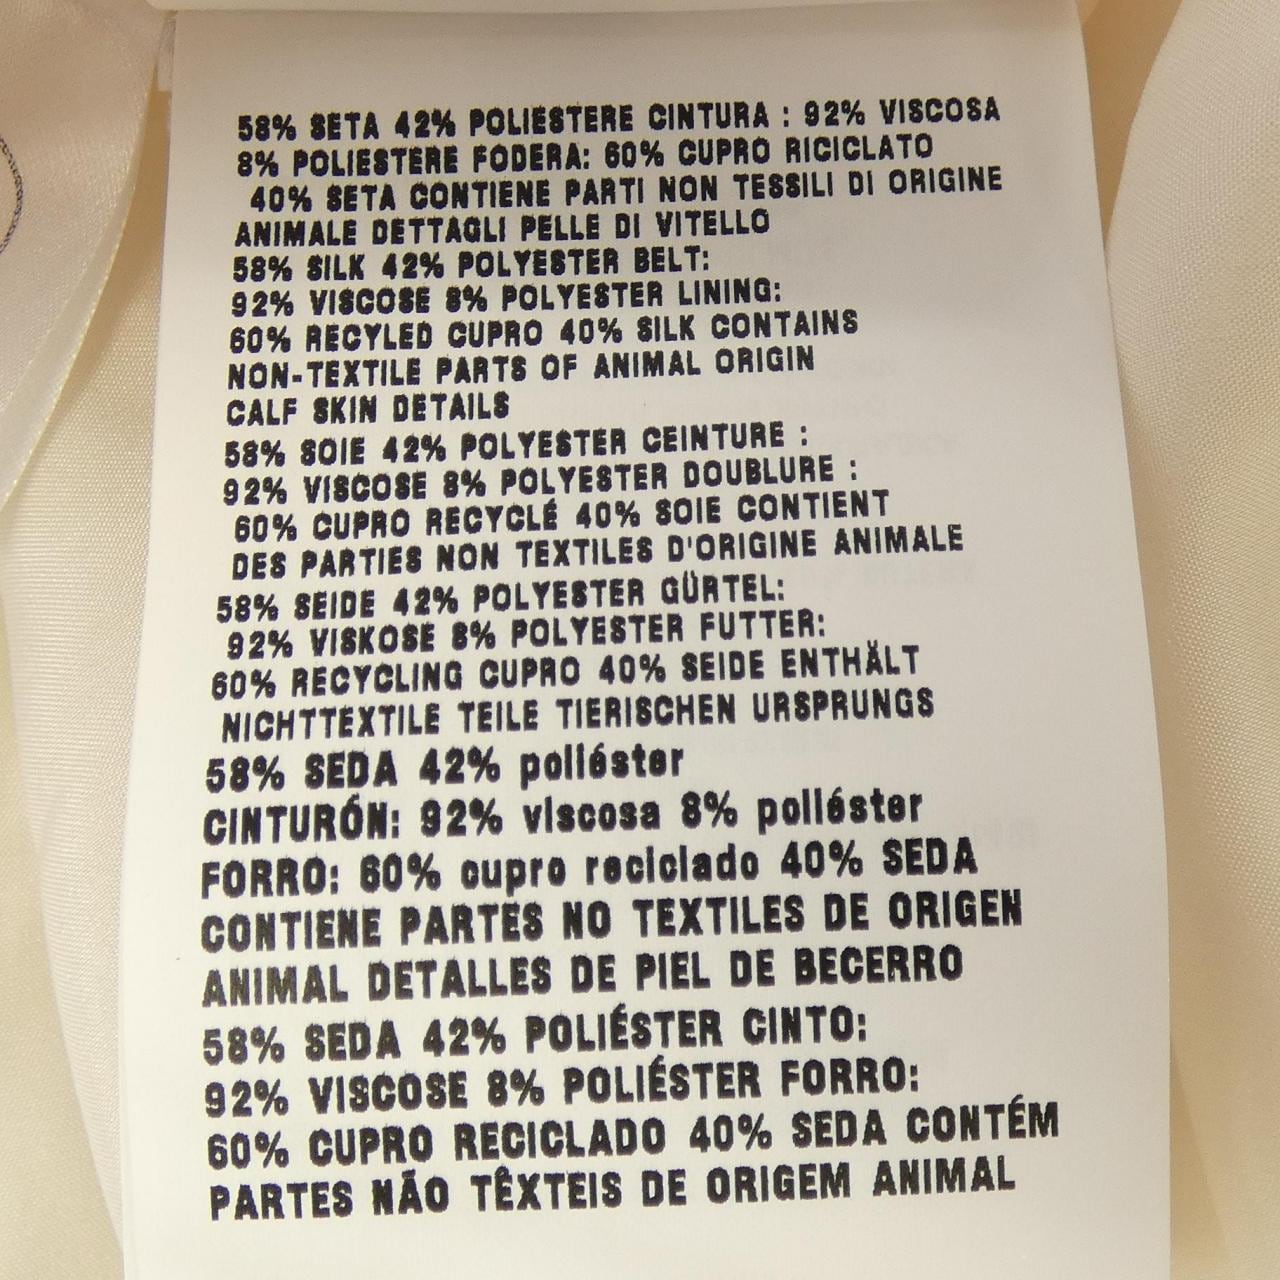 58% SETA 42% POLIESTERE CINTURA : 92% VISCOSA
8% POLIESTERE FODERA: 60% CUPRO RICICLATO
40% SETA CONTIENE PARTI NON TESSILI DI ORIGINE
ANIMALE DETTAGLI PELLE DI VITELLO
58% SILK 42% POLYESTER BELT:
92% VISCOSE 8% POLYESTER LINING:
60% RECYLED CUPRO 40% SILK CONTAINS
NON-TEXTILE PARTS OF ANIMAL ORIGIN
CALF SKIN DETAILS
58% SOIE 42% POLYESTER CEINTURE :
92% VISCOSE 8% POLYESTER DOUBLURE :
60% CUPRO RECYCLÉ 40% SOIE CONTIENT
DES PARTIES NON TEXTILES D'ORIGINE ANIMALE
58% SEIDE 42% POLYESTER GÜRTEL:
92% VISKOSE 8% POLYESTER FUTTER:
60% RECYCLING CUPRO 40% SEIDE ENTHÄLT
NICHTTEXTILE TEILE TIERISCHEN URSPRUNGS
58% SEDA 42% poliéster
CINTURÓN: 92% viscosa 8% poliéster
FORRO: 60% cupro reciclado 40% SEDA
CONTIENE PARTES NO TEXTILES DE ORIGEN
ANIMAL DETALLES DE PIEL DE BECERRO
58% SEDA 42% POLIÉSTER CINTO:
92% VISCOSE 8% POLIÉSTER FORRO:
60% CUPRO RECICLADO 40% SEDA CONTÉM
PARTES NÃO TÊXTEIS DE ORIGEM ANIMAL